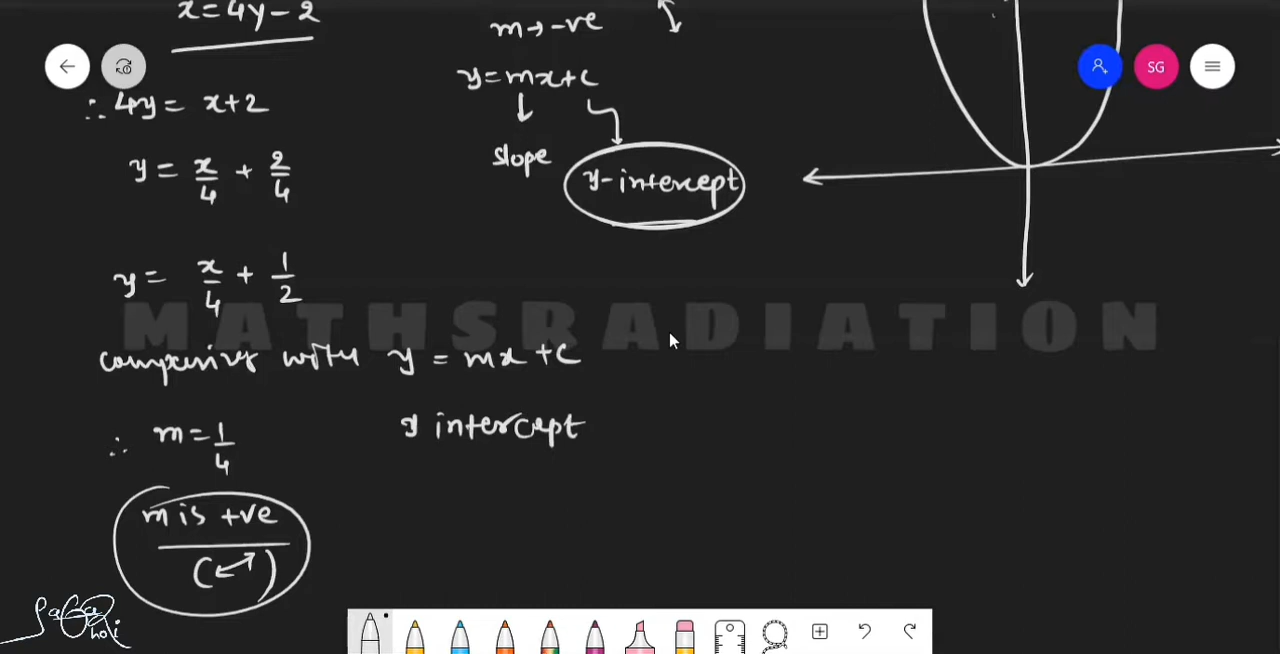 x = 4y - 2
∴ 4y = x + 2
y = x/4 + 2/4
y = x/4 + 1/2
m → -ve
y = mx + c
slope
y-intercept
SG
MATHSRADIATION
comparing with y = mx + c
∴ m = 1/4
y intercept
m is +ve